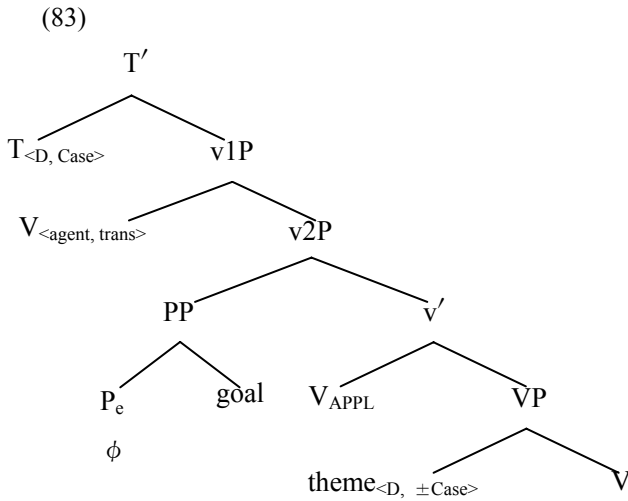 (83)
T′
T<D, Case> v1P
V<agent, trans> v2P
PP v′
Pe goal VAPPL VP
ϕ
theme<D, ±Case> V